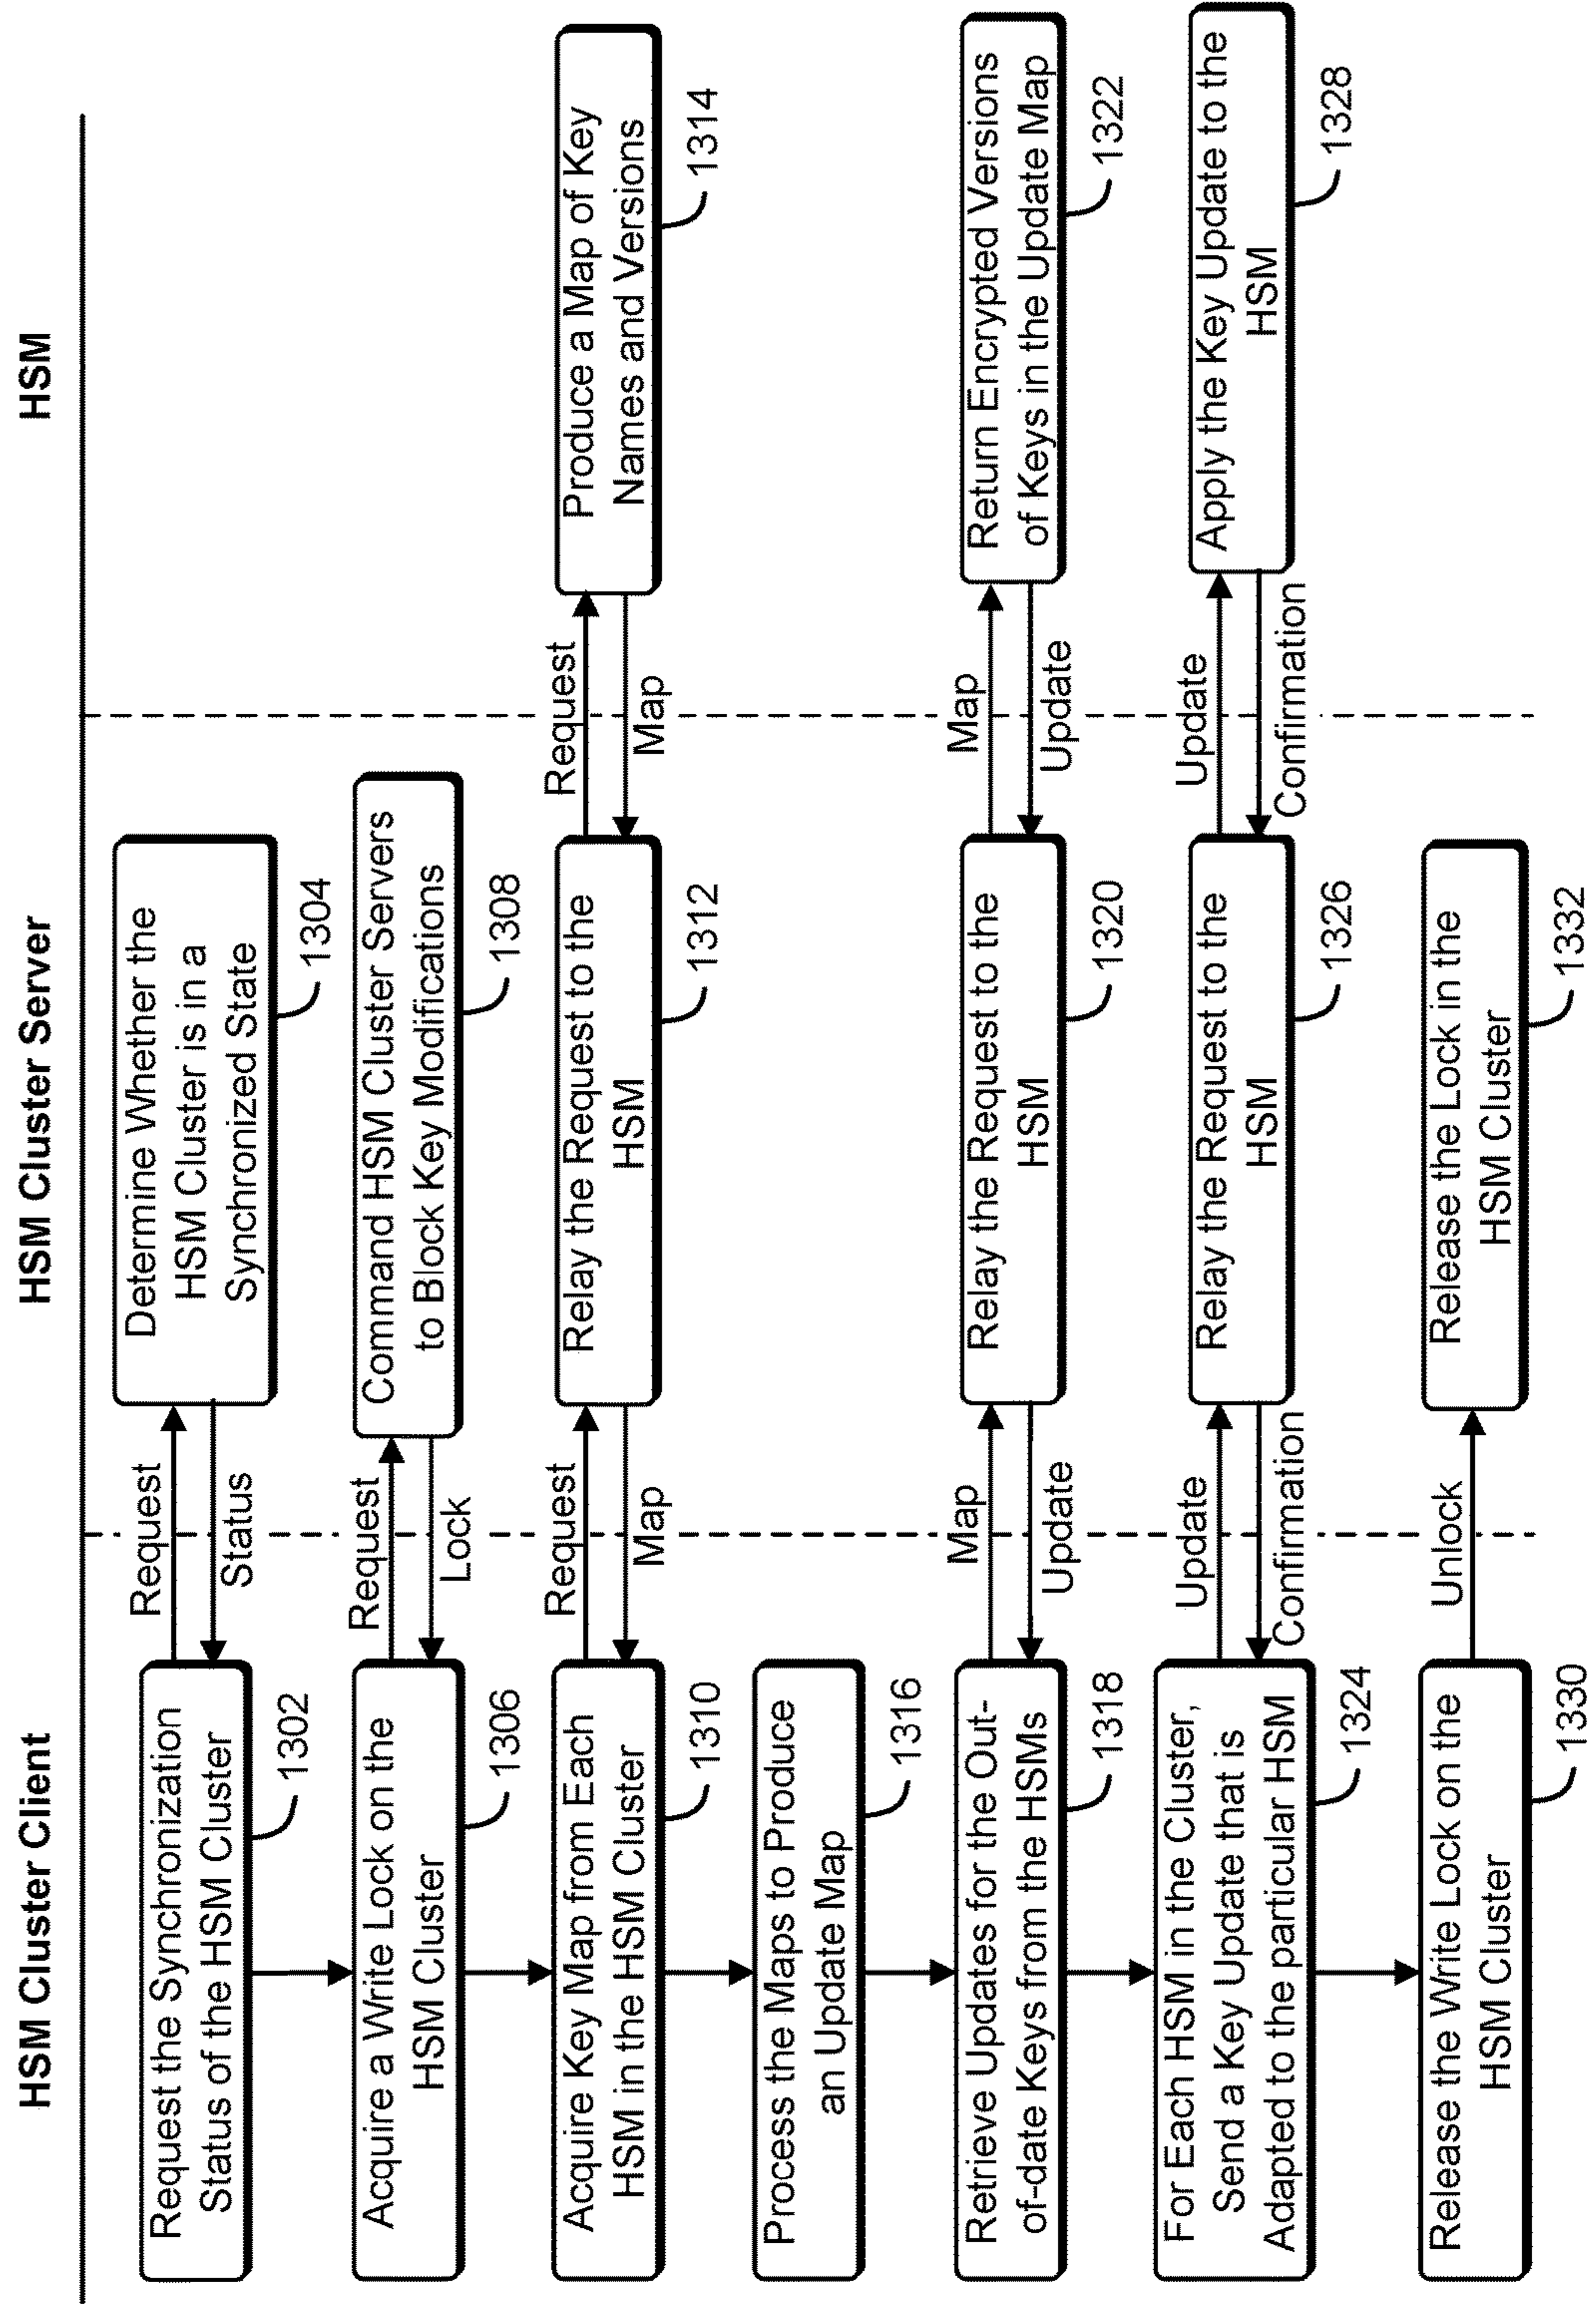 HSM Cluster Client
HSM Cluster Server
HSM
Request the Synchronization
Status of the HSM Cluster
1302
Request
Status
Determine Whether the
HSM Cluster is in a
Synchronized State
1304
Acquire a Write Lock on the
HSM Cluster
1306
Request
Lock
Command HSM Cluster Servers
to Block Key Modifications
1308
Acquire Key Map from Each
HSM in the HSM Cluster
1310
Request
Map
Relay the Request to the
HSM
1312
Request
Map
Produce a Map of Key
Names and Versions
1314
Process the Maps to Produce
an Update Map
1316
Retrieve Updates for the Out-
of-date Keys from the HSMs
1318
Map
Update
Relay the Request to the
HSM
1320
Map
Update
Return Encrypted Versions
of Keys in the Update Map
1322
For Each HSM in the Cluster,
Send a Key Update that is
Adapted to the particular HSM
1324
Update
Confirmation
Relay the Request to the
HSM
1326
Update
Confirmation
Apply the Key Update to the
HSM
1328
Release the Write Lock on the
HSM Cluster
1330
Unlock
Release the Lock in the
HSM Cluster
1332